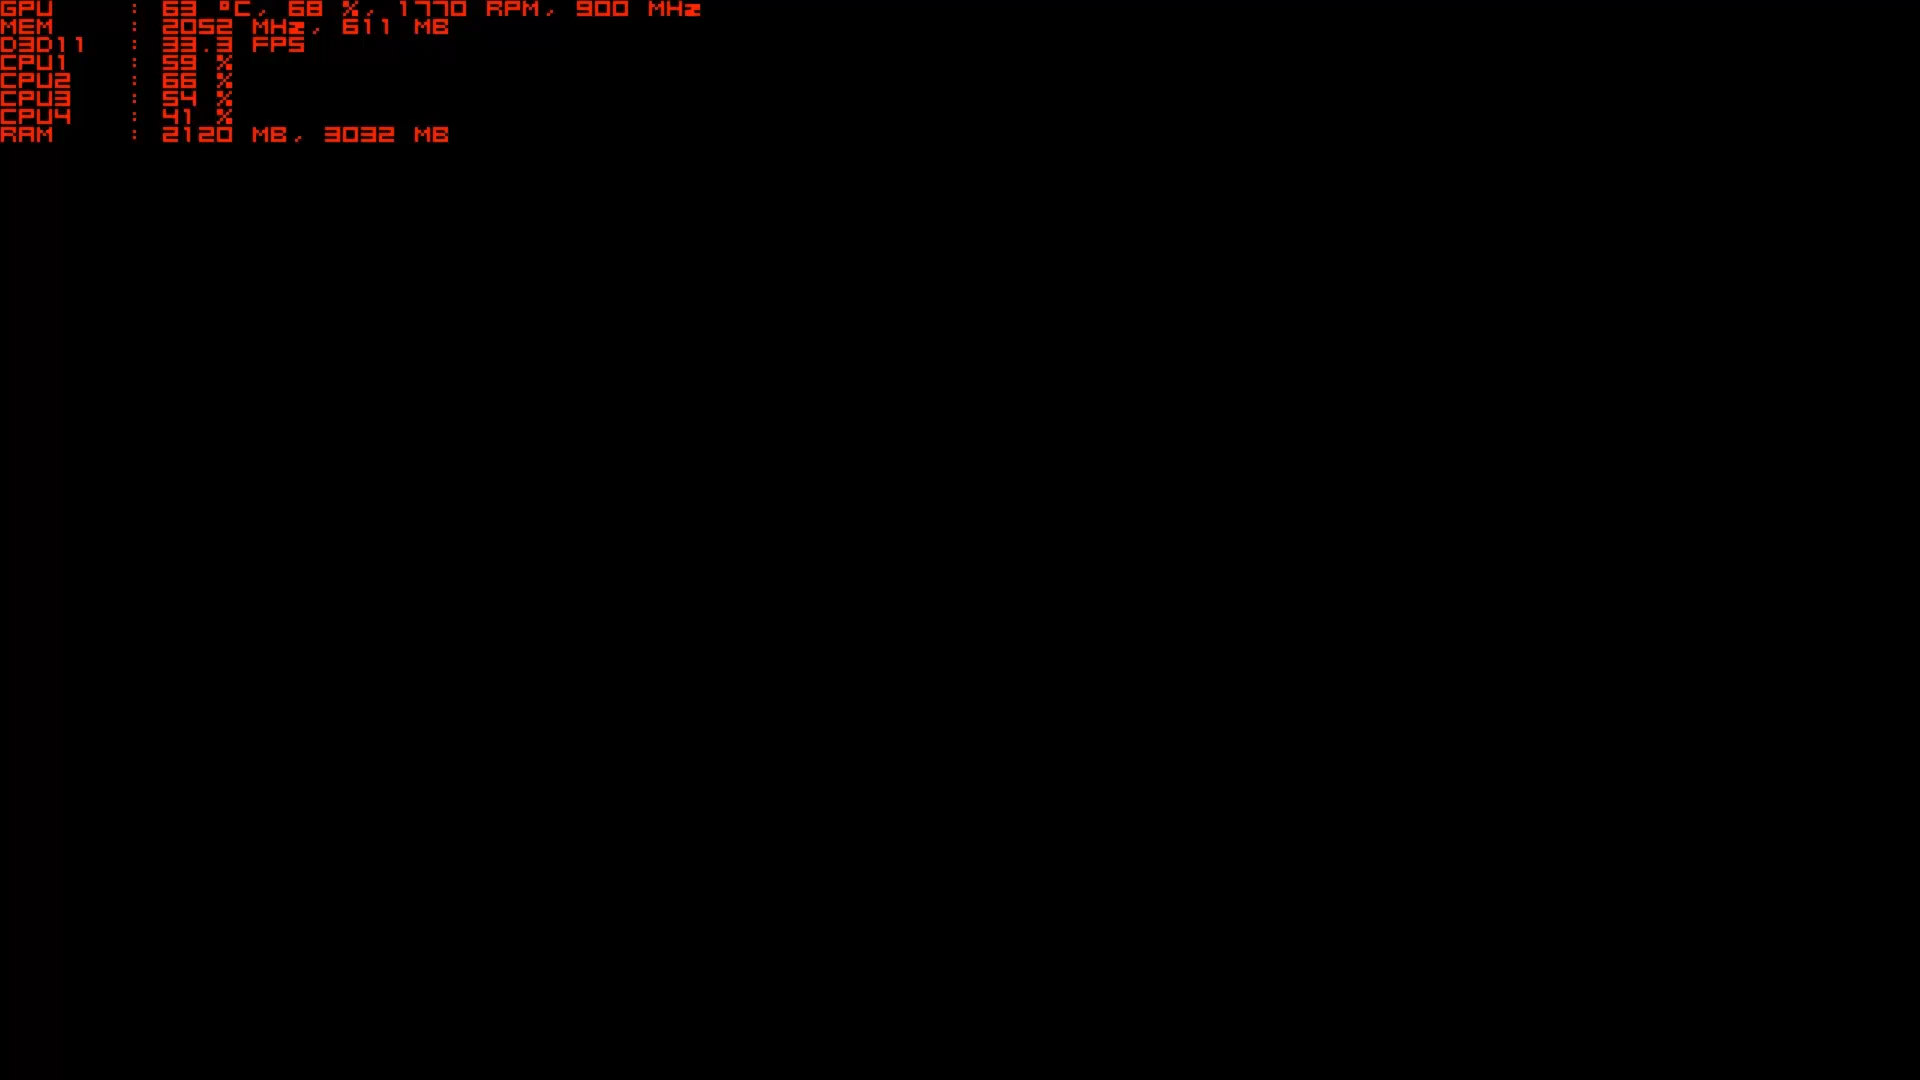 GPU : 63 °C, 68 %, 1770 RPM, 900 MHz
MEM : 2052 MHz, 611 MB
D3D11 : 33.3 FPS
CPU1 : 59 %
CPU2 : 66 %
CPU3 : 54 %
CPU4 : 41 %
RAM : 2120 MB, 3032 MB